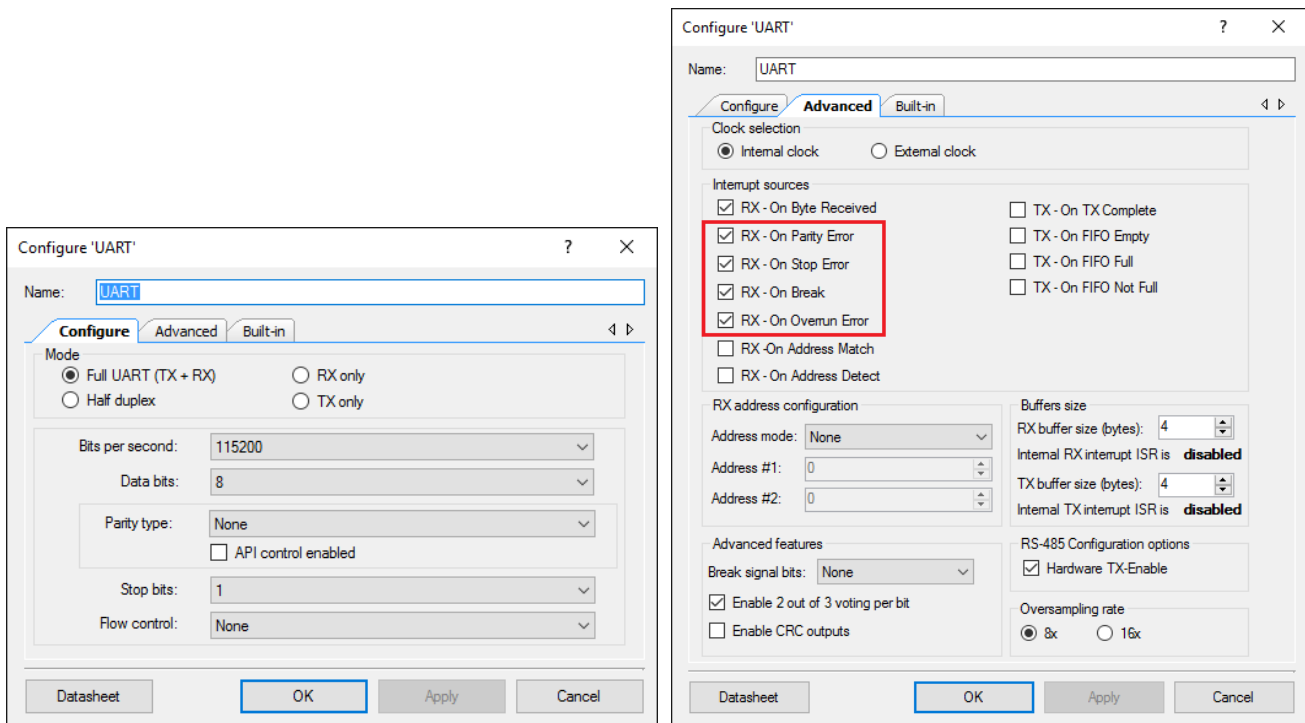 Configure 'UART'
?
Name: UART
Configure Advanced Built-in
Mode
Full UART (TX + RX) RX only
Half duplex TX only
Bits per second: 115200
Data bits: 8
Parity type: None
API control enabled
Stop bits: 1
Flow control: None
Datasheet OK Apply Cancel
Configure 'UART'
?
Name: UART
Configure Advanced Built-in
Clock selection
Internal clock External clock
Interrupt sources
RX - On Byte Received
RX - On Parity Error
RX - On Stop Error
RX - On Break
RX - On Overrun Error
RX -On Address Match
RX - On Address Detect
TX - On TX Complete
TX - On FIFO Empty
TX - On FIFO Full
TX - On FIFO Not Full
RX address configuration
Address mode: None
Address #1: 0
Address #2: 0
Buffers size
RX buffer size (bytes): 4
Internal RX interrupt ISR is disabled
TX buffer size (bytes): 4
Internal TX interrupt ISR is disabled
Advanced features
Break signal bits: None
Enable 2 out of 3 voting per bit
Enable CRC outputs
RS-485 Configuration options
Hardware TX-Enable
Oversampling rate
8x 16x
Datasheet OK Apply Cancel